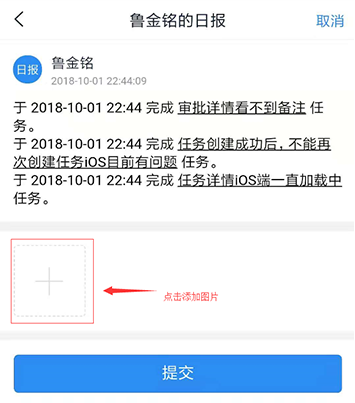 鲁金铭的日报
取消
日报
鲁金铭
2018-10-01 22:44:09
于 2018-10-01 22:44 完成 审批详情看不到备注 任
务。
于 2018-10-01 22:44 完成 任务创建成功后，不能再
次创建任务iOS目前有问题 任务。
于 2018-10-01 22:44 完成 任务详情iOS端一直加载中
任务。
点击添加图片
提交